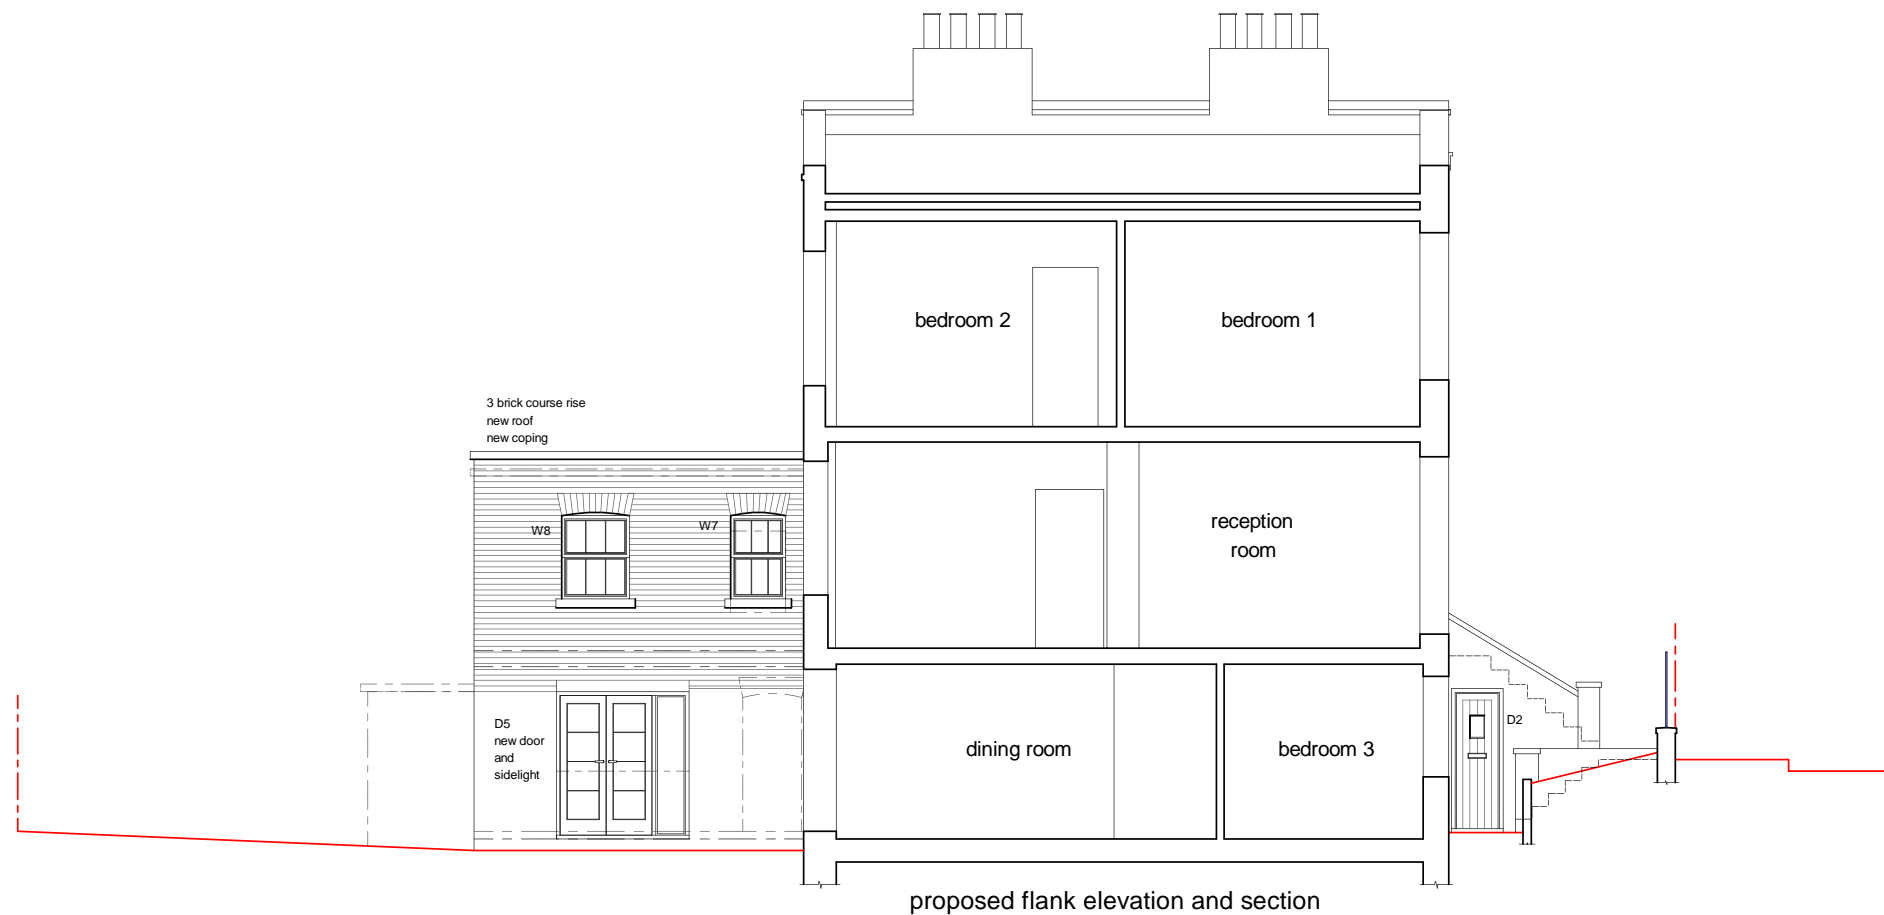 bedroom 2
bedroom 1
3 brick course rise
new roof
new coping
W8
W7
reception
room
D5
new door
and
sidelight
dining room
bedroom 3
D2
proposed flank elevation and section